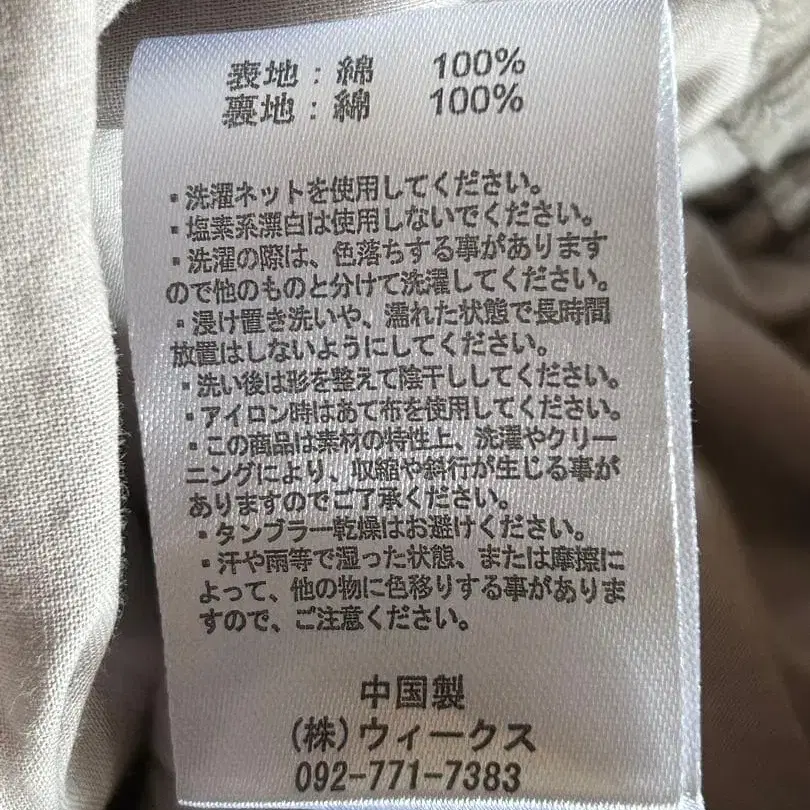 表地：綿 100%
裏地：綿 100%
・洗濯ネットを使用してください。
・塩素系漂白は使用しないでください。
・洗濯の際は、色落ちする事があります
ので他のものと分けて洗濯してください。
・浸け置き洗いや、濡れた状態で長時間
放置はしないようにしてください。
・洗い後は形を整えて陰干ししてください。
・アイロン時はあて布を使用してください。
・この商品は素材の特性上、洗濯やクリー
ニングにより、収縮や斜行が生じる事が
ありますのでご了承ください。
・タンブラー乾燥はお避けください。
・汗や雨等で湿った状態、または摩擦に
よって、他の物に色移りする事がありま
すので、ご注意ください。
中国製
(株)ウィークス
092-771-7383